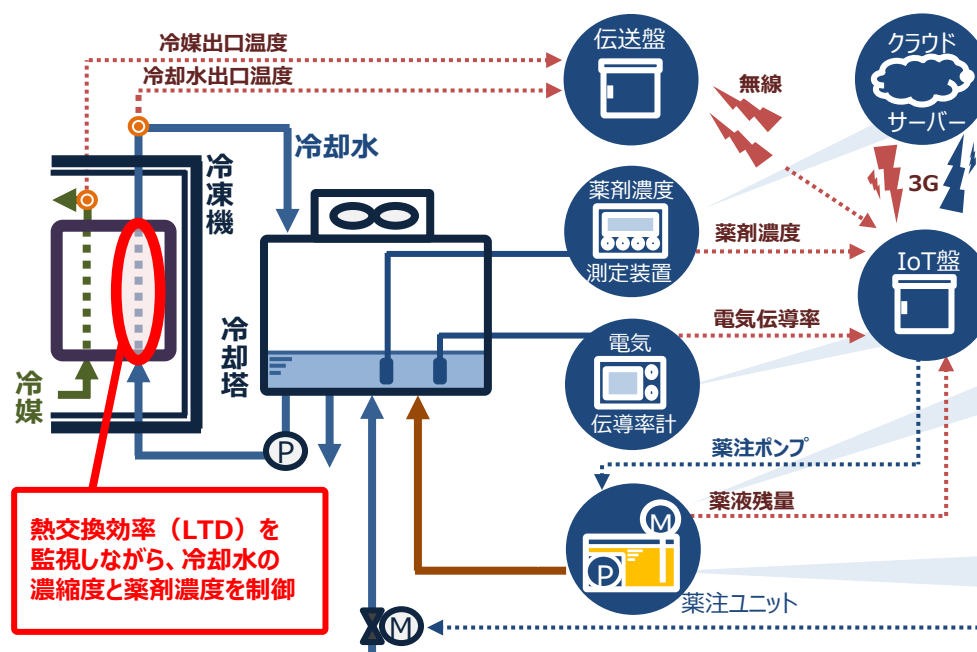 冷媒出口温度
冷却水出口温度
伝送盤
無線
クラウド
サーバー
3G
冷却水
冷凍機
薬剤濃度
測定装置
薬剤濃度
IoT盤
冷却塔
電気
伝導率計
電気伝導率
冷媒
P
薬注ポンプ
薬液残量
M
P
薬注ユニット
熱交換効率（LTD）を
監視しながら、冷却水の
濃縮度と薬剤濃度を制御
M